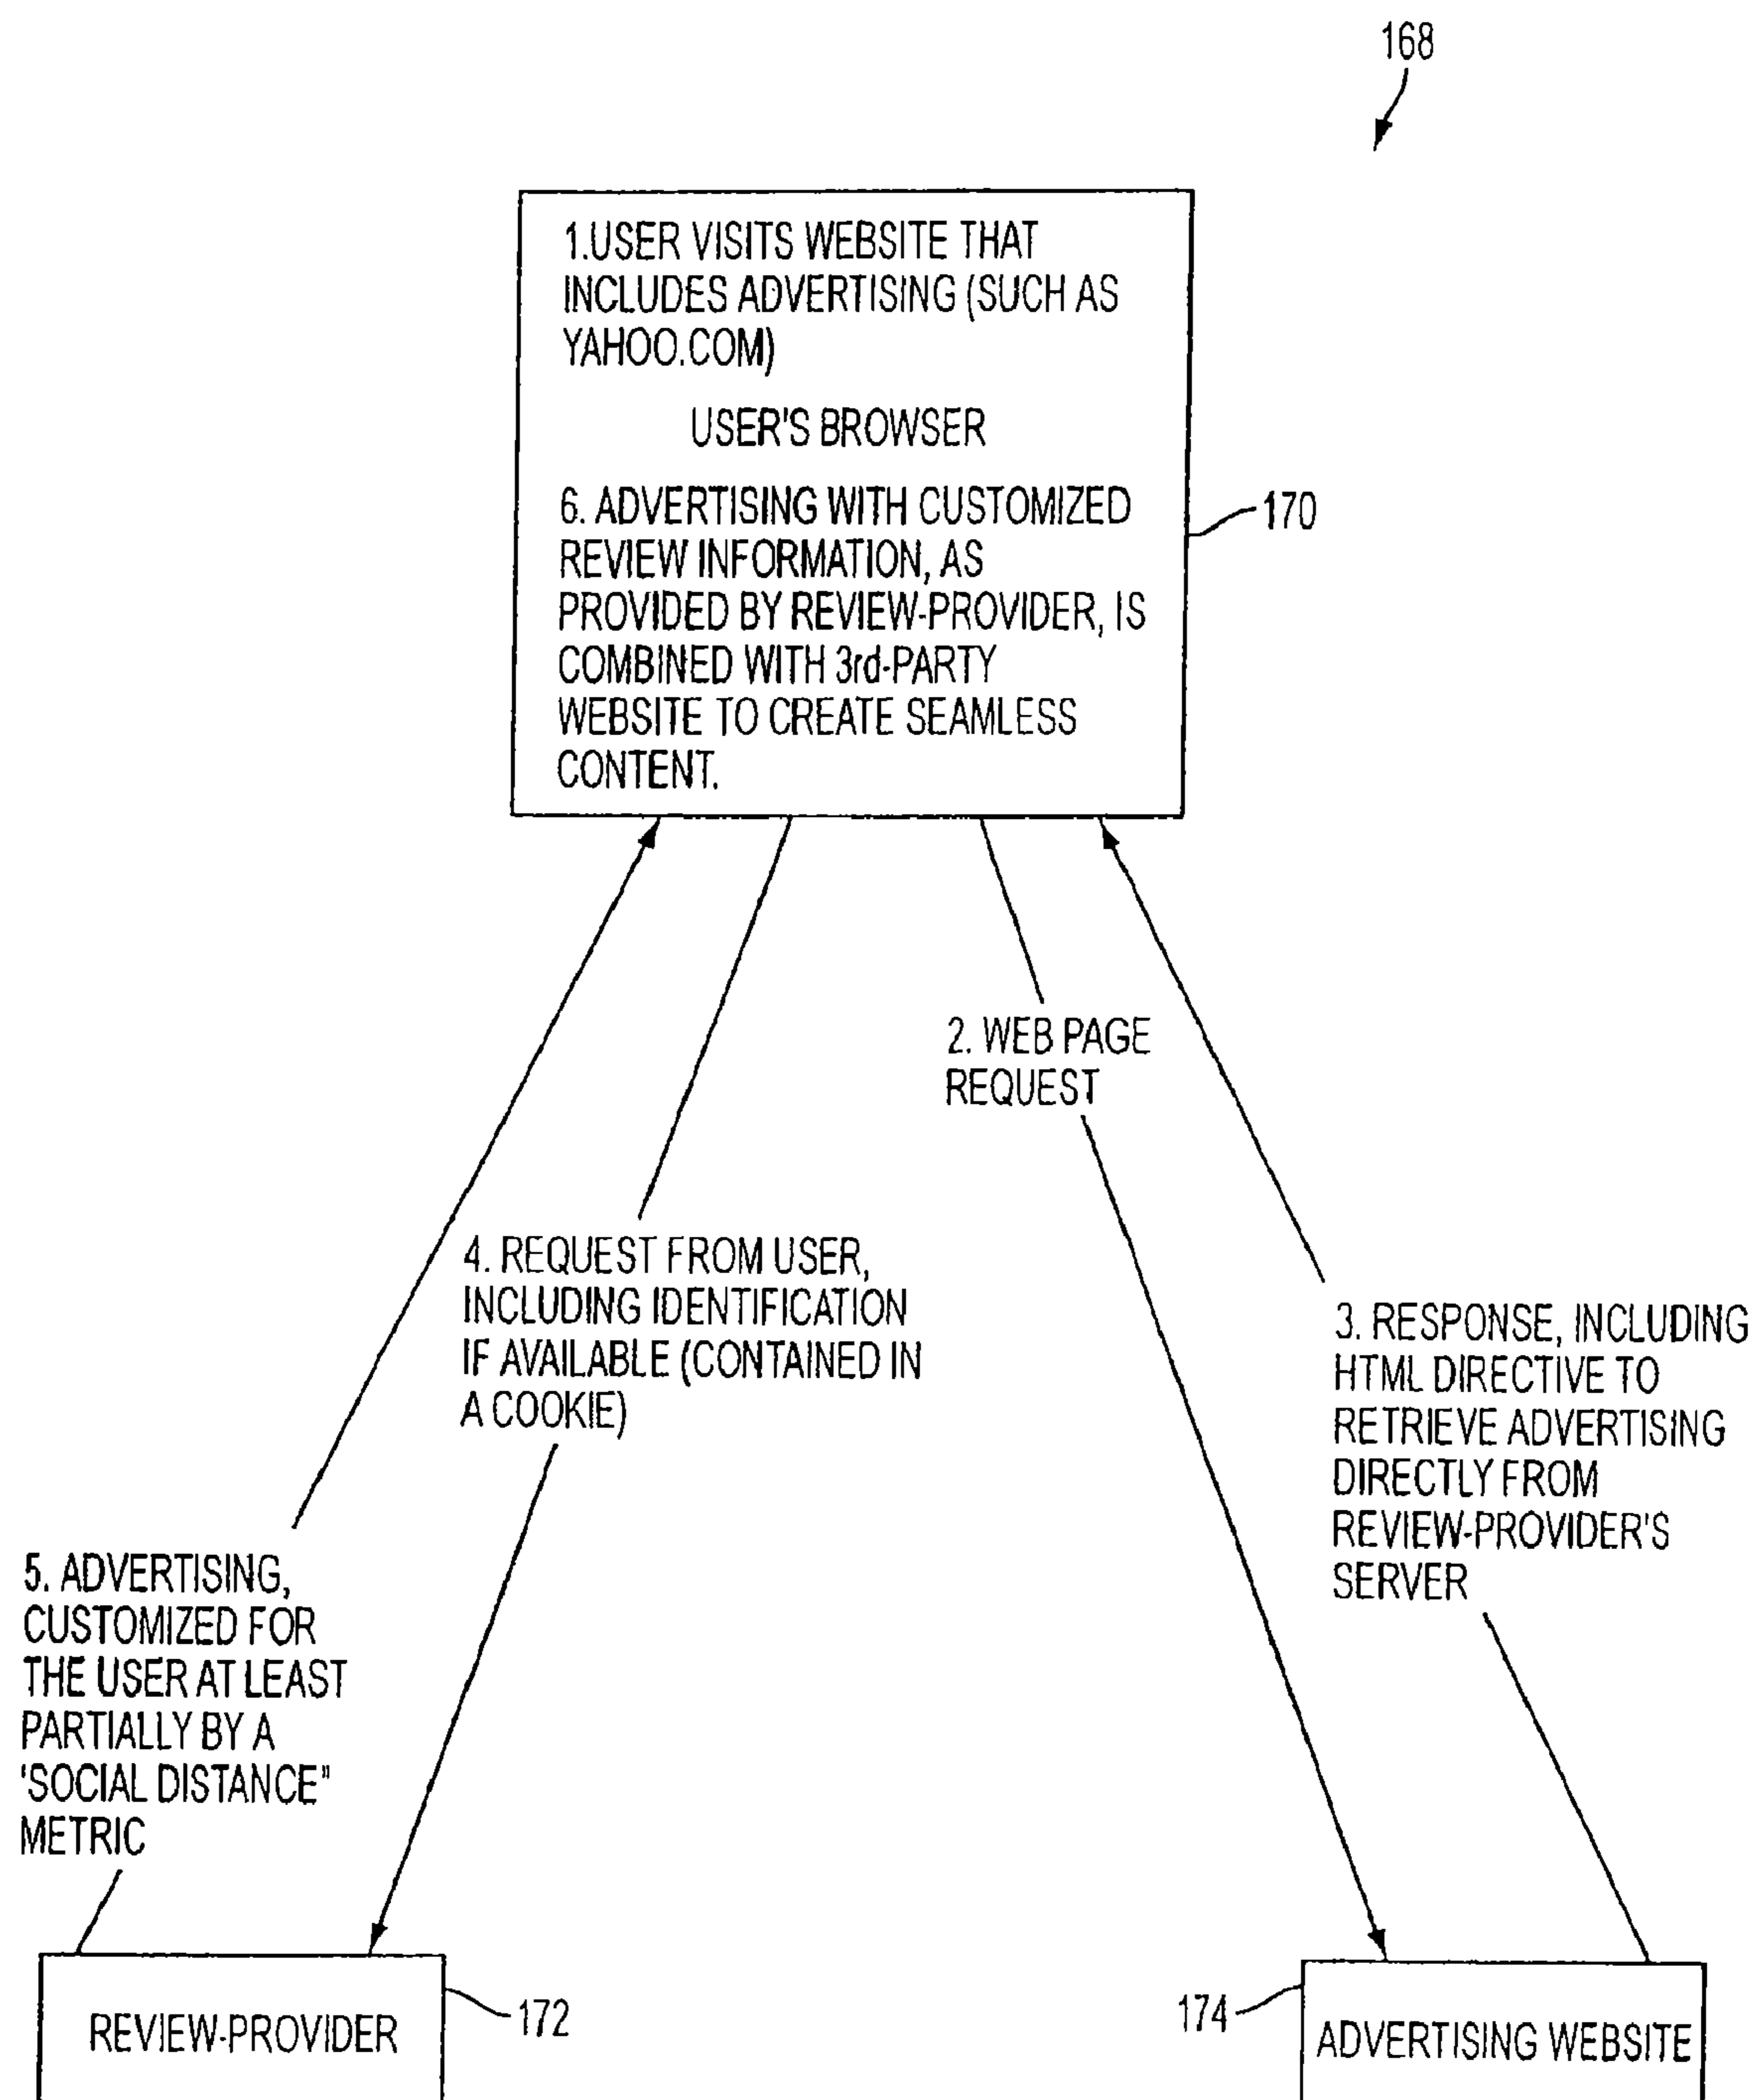 168
1.USER VISITS WEBSITE THAT
INCLUDES ADVERTISING (SUCH AS
YAHOO.COM)
USER'S BROWSER
6. ADVERTISING WITH CUSTOMIZED
REVIEW INFORMATION, AS
PROVIDED BY REVIEW-PROVIDER, IS
COMBINED WITH 3rd-PARTY
WEBSITE TO CREATE SEAMLESS
CONTENT.
170
2. WEB PAGE
REQUEST
4. REQUEST FROM USER,
INCLUDING IDENTIFICATION
IF AVAILABLE (CONTAINED IN
A COOKIE)
3. RESPONSE, INCLUDING
HTML DIRECTIVE TO
RETRIEVE ADVERTISING
DIRECTLY FROM
REVIEW-PROVIDER'S
SERVER
5. ADVERTISING,
CUSTOMIZED FOR
THE USER AT LEAST
PARTIALLY BY A
'SOCIAL DISTANCE"
METRIC
REVIEW-PROVIDER
172
174
ADVERTISING WEBSITE